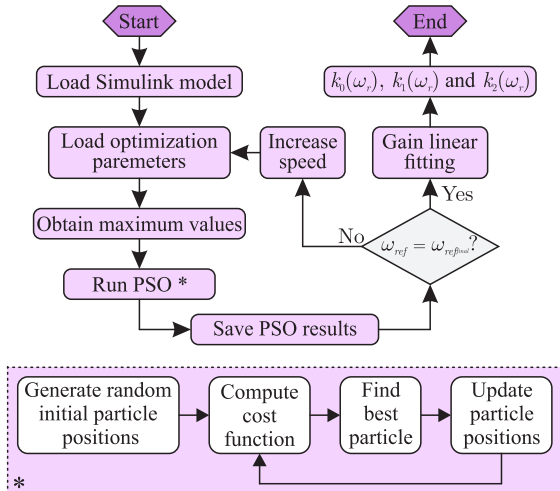 Start
End
Load Simulink model
k₀(ωᵣ), k₁(ωᵣ) and k₂(ωᵣ)
Load optimization
paremeters
Increase
speed
Gain linear
fitting
Yes
Obtain maximum values
No
ω_ref = ω_ref_final?
Run PSO *
Save PSO results
Generate random
initial particle
positions
Compute
cost
function
Find
best
particle
Update
particle
positions
*